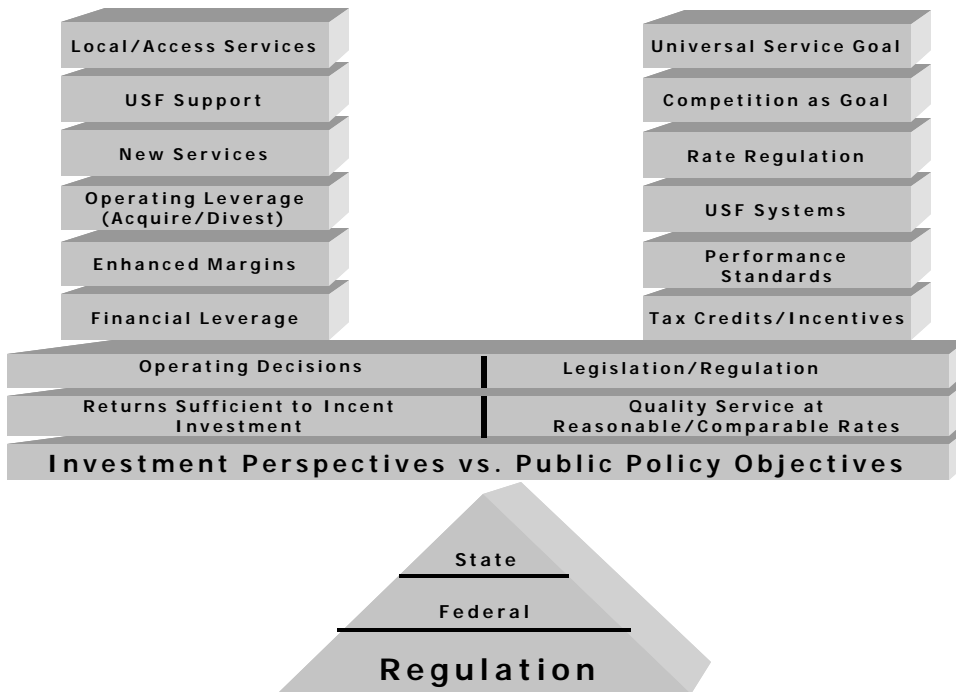 Local/Access Services
USF Support
New Services
Operating Leverage
(Acquire/Divest)
Enhanced Margins
Financial Leverage
Universal Service Goal
Competition as Goal
Rate Regulation
USF Systems
Performance
Standards
Tax Credits/Incentives
Operating Decisions
Legislation/Regulation
Returns Sufficient to Incent
Investment
Quality Service at
Reasonable/Comparable Rates
Investment Perspectives vs. Public Policy Objectives
State
Federal
Regulation